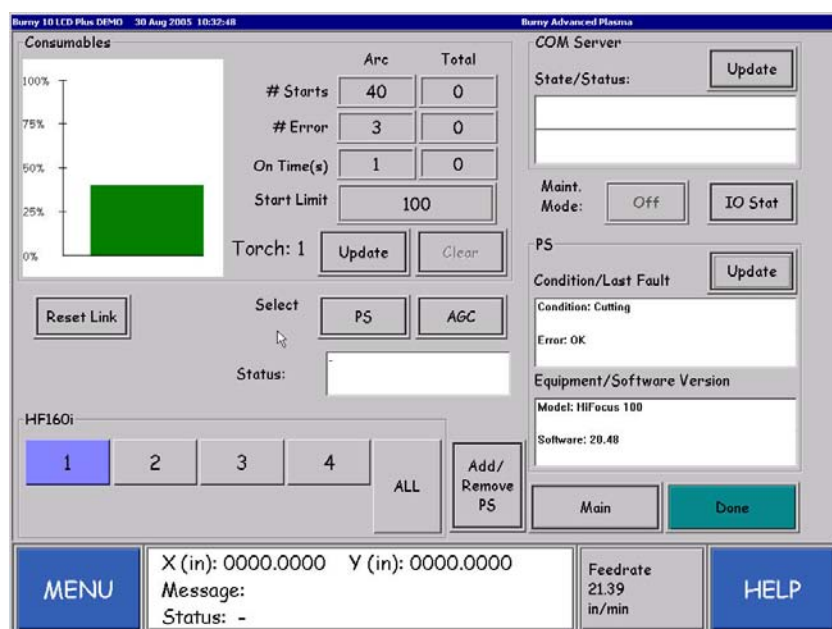 Burny 10 LCD Plus DEMO 30 Aug 2005 10:32:48 Burny Advanced Plasma
Consumables
100%
75%
50%
25%
0%
Arc Total
# Starts 40 0
# Error 3 0
On Time(s) 1 0
Start Limit 100
Torch: 1 Update Clear
COM Server
State/Status: Update
Maint. Mode: Off IO Stat
PS
Condition/Last Fault Update
Condition: Cutting
Error: OK
Equipment/Software Version
Model: HiFocus 100
Software: 20.48
Reset Link Select PS AGC
Status: -
HF160i
1 2 3 4 ALL
Add/
Remove
PS
Main Done
MENU
X (in): 0000.0000 Y (in): 0000.0000
Message:
Status: -
Feedrate
21.39
in/min
HELP